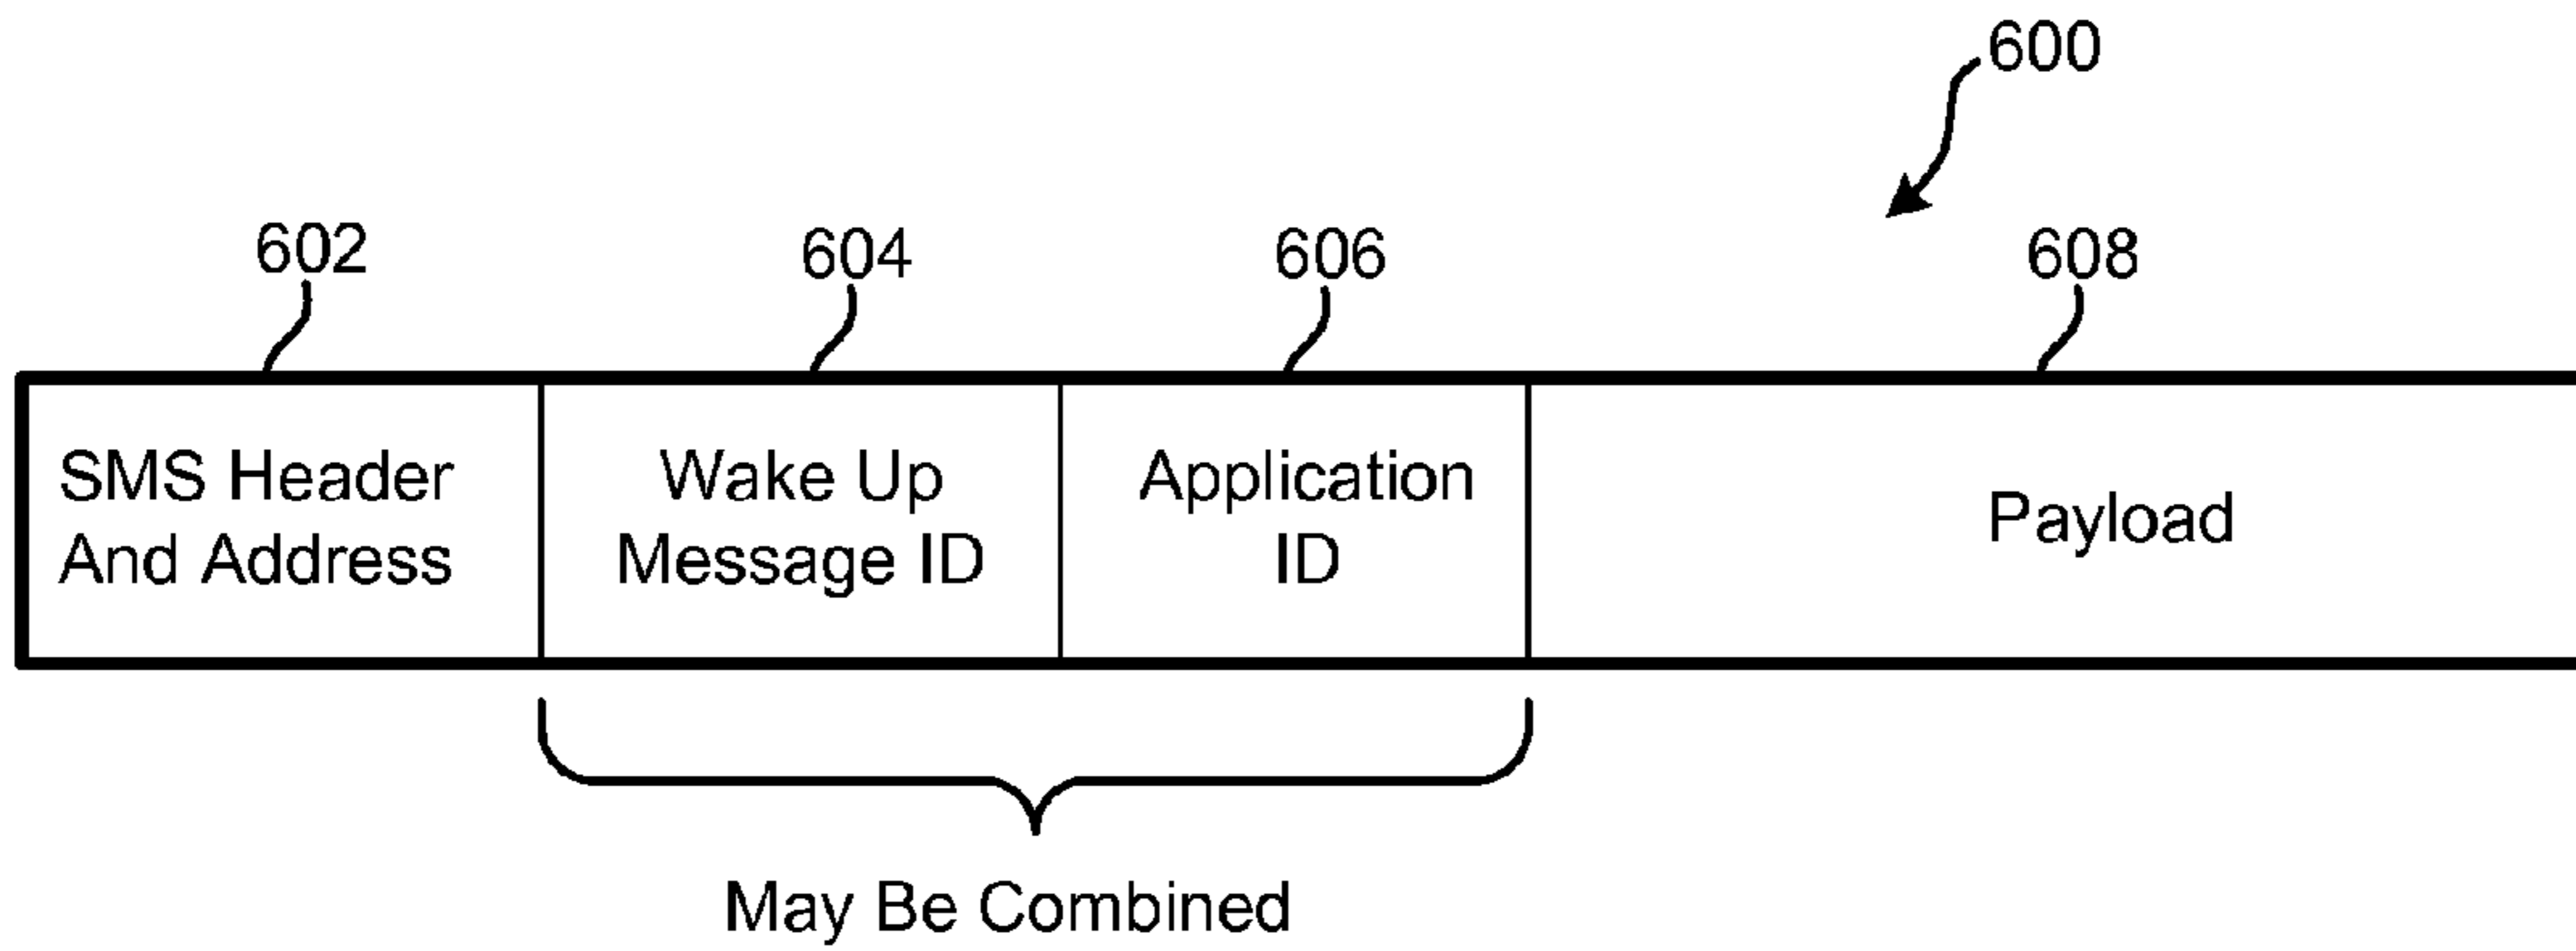 600
602
604
606
608
SMS Header
And Address
Wake Up
Message ID
Application
ID
Payload
May Be Combined